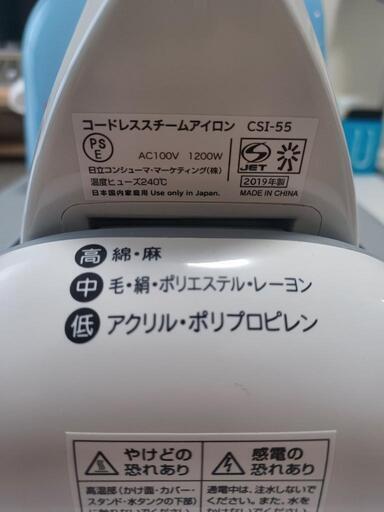 コードレススチームアイロン CSI-55
PS
E
AC100V 1200W
JET
日立コンシューマ・マーケティング(株)
温度ヒューズ240℃
2019年製
日本国内家庭用 Use only in Japan.
MADE IN CHINA
高 綿・麻
中 毛・絹・ポリエステル・レーヨン
低 アクリル・ポリプロピレン
やけどの
恐れあり
高温部(かけ面・カバー・
スタンド・水タンクの下部)
感電の
恐れあり
通電中は、注水しないで
ください。また、水を